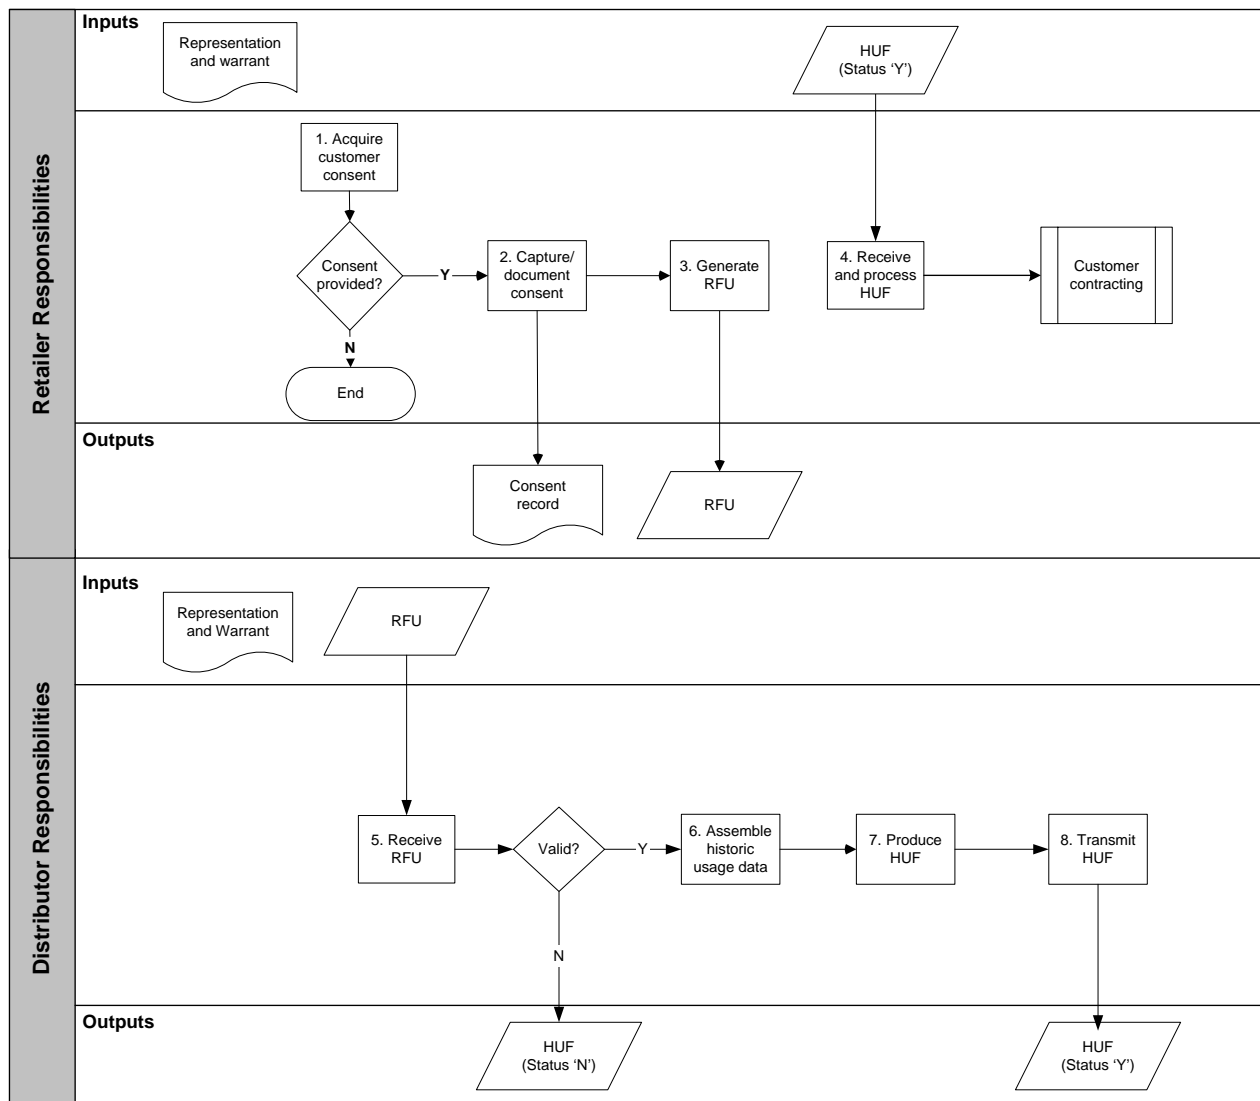 Retailer Responsibilities
Inputs
Representation
and warrant
HUF
(Status ‘Y’)
1. Acquire
customer
consent
Consent
provided?
Y
N
End
2. Capture/
document
consent
3. Generate
RFU
4. Receive
and process
HUF
Customer
contracting
Outputs
Consent
record
RFU
Distributor Responsibilities
Inputs
Representation
and Warrant
RFU
5. Receive
RFU
Valid?
Y
N
6. Assemble
historic
usage data
7. Produce
HUF
8. Transmit
HUF
Outputs
HUF
(Status ‘N’)
HUF
(Status ‘Y’)